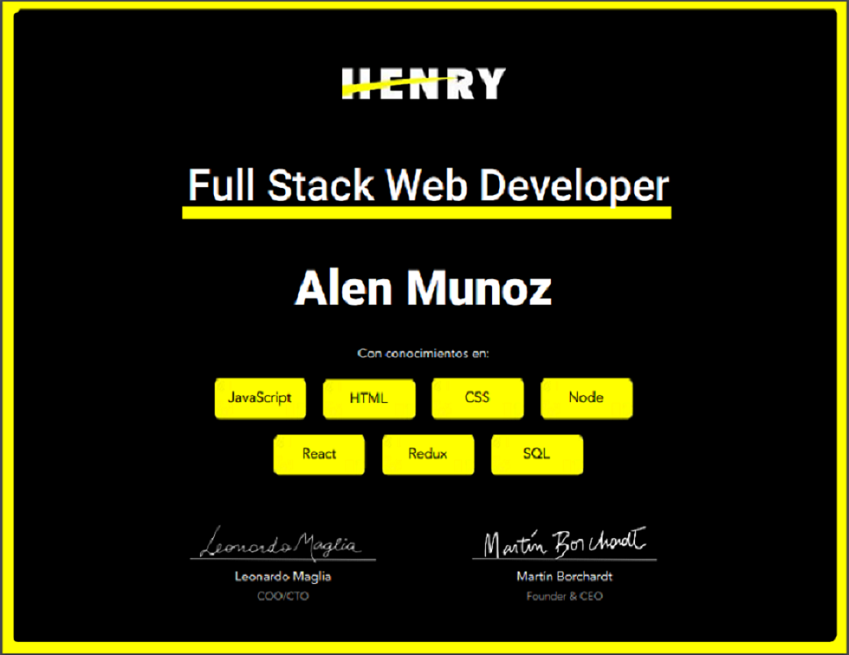 HENRY
Full Stack Web Developer
Alen Munoz
Con conocimientos en:
JavaScript HTML CSS Node
React Redux SQL
Leonardo Maglia Martín Borchardt
Leonardo Maglia Martín Borchardt
COO/CTO Founder & CEO